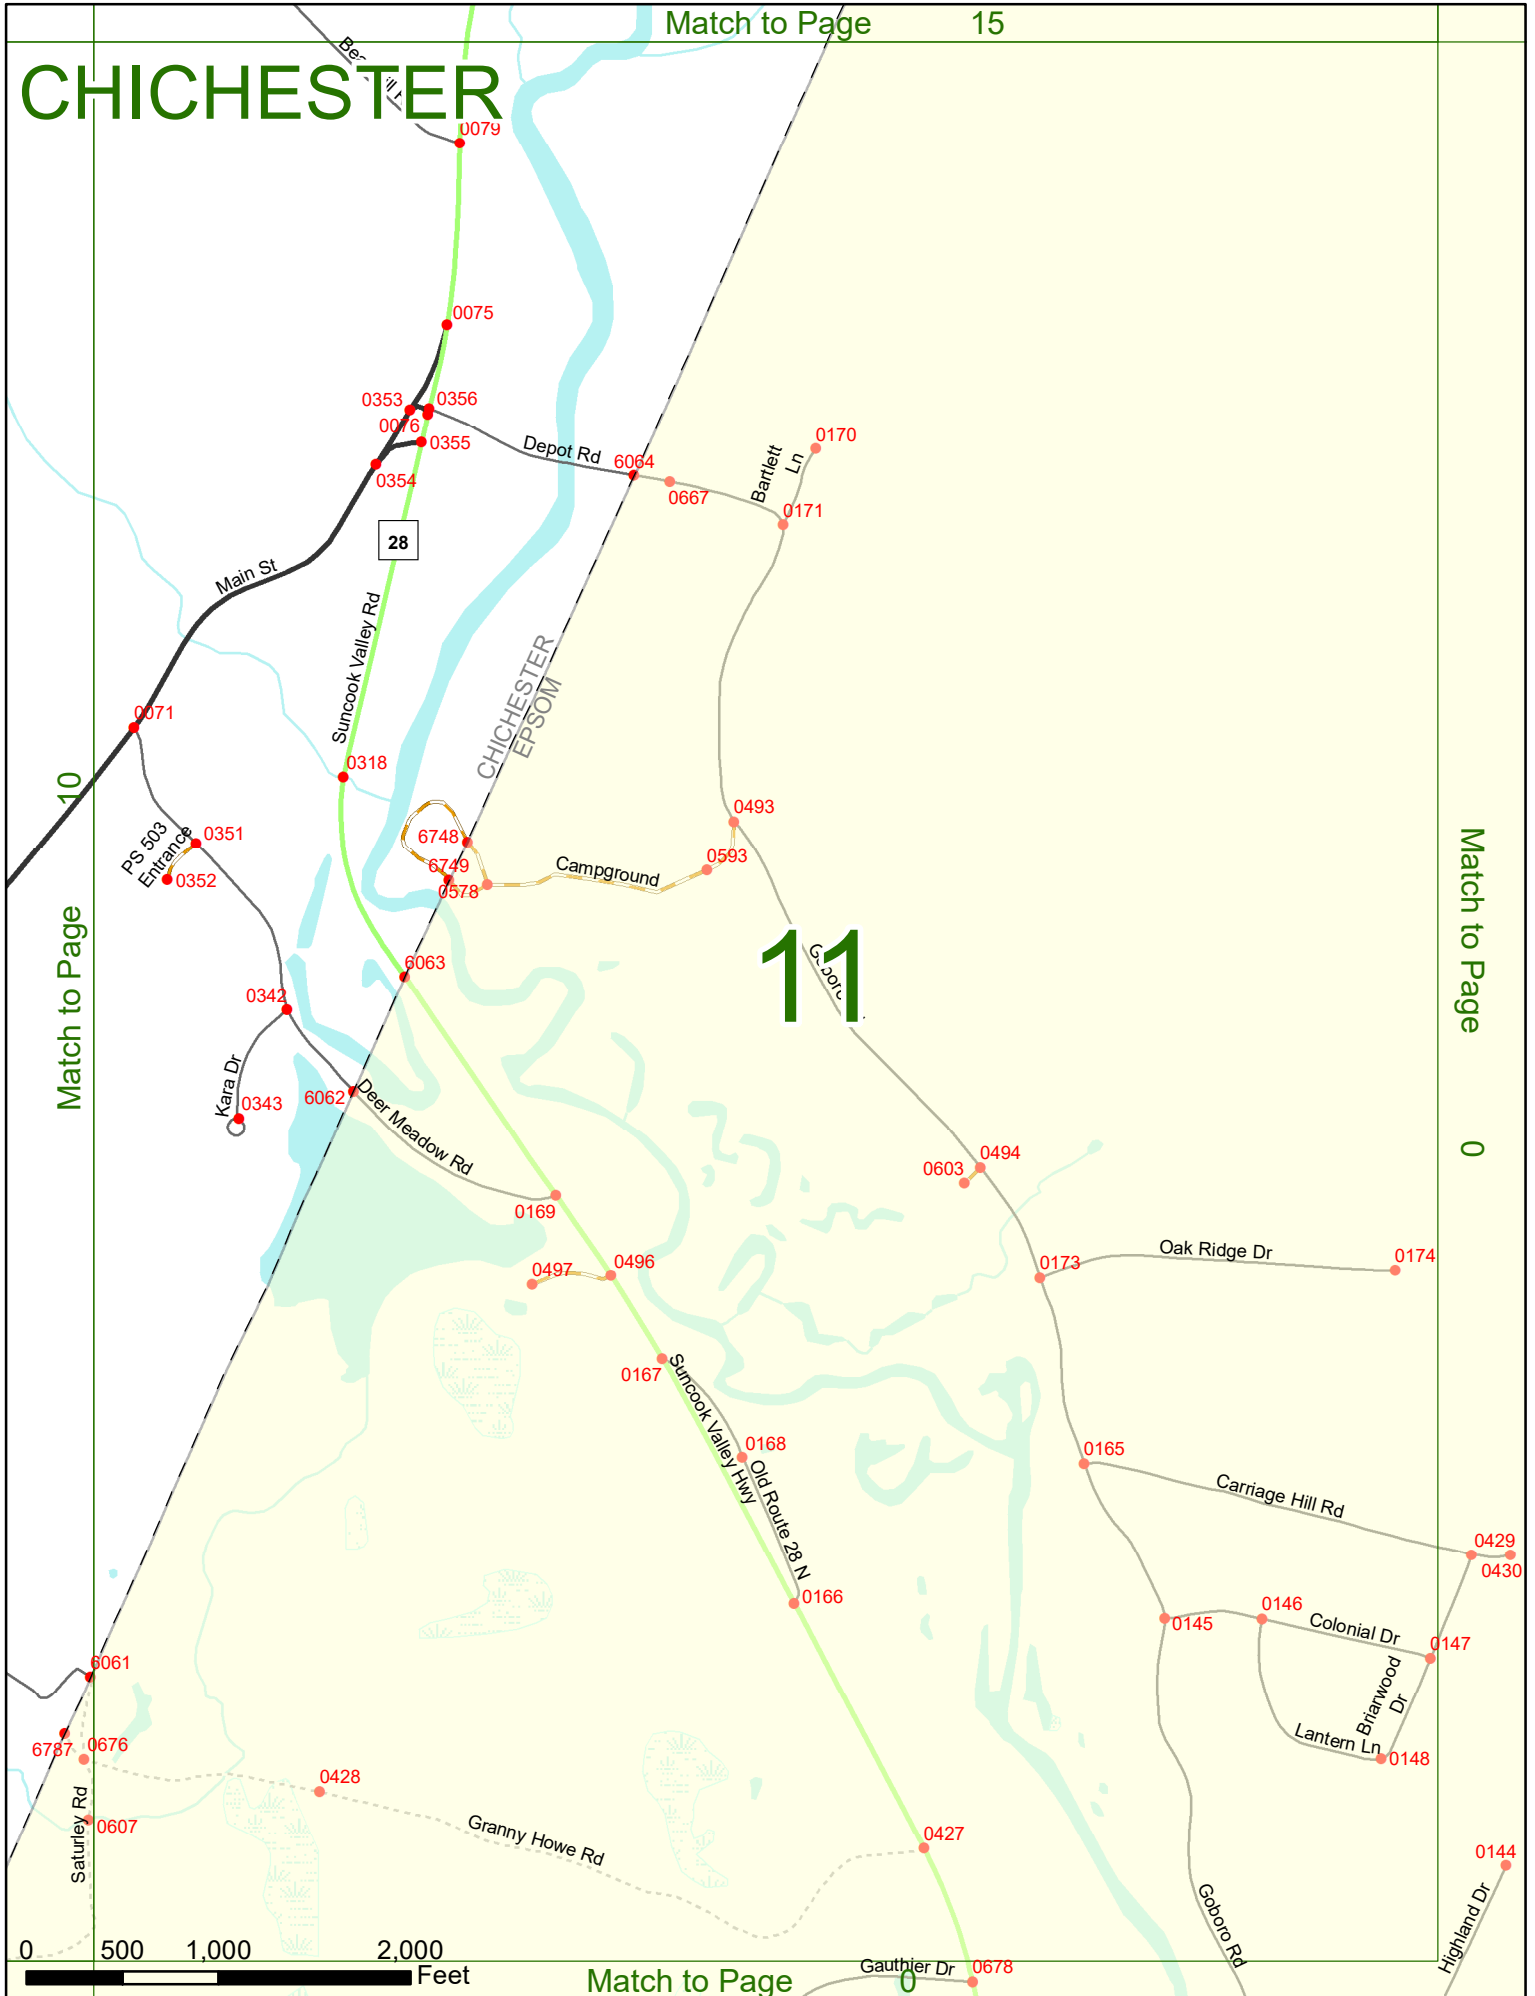 Match to Page 15
CHICHESTER
0079
0075
0353
0356
0076
0355
0354
Depot Rd
6064
0667
Bartlett
Ln
0170
0171
28
Main St
Suncook Valley Rd
CHICHESTER
EPSOM
0071
0318
10
Match to Page
PS 503
Entrance
0351
0352
6748
6749
0578
Campground
0593
0493
11
Match to Page
0
6063
0342
Kara Dr
0343
6062
Deer Meadow Rd
0169
0603
0494
0497
0496
0173
Oak Ridge Dr
0174
0167
Suncook Valley Hwy
0168
Old Route 28 N
0166
0165
Carriage Hill Rd
0429
0430
0145
0146
Colonial Dr
0147
Briarwood
Dr
Lantern Ln
0148
6061
6787
0676
0428
Saturley Rd
0607
Granny Howe Rd
0427
0144
Highland Dr
Goboro Rd
0 500 1,000 2,000
Feet
Gauthier Dr
0678
Match to Page 0